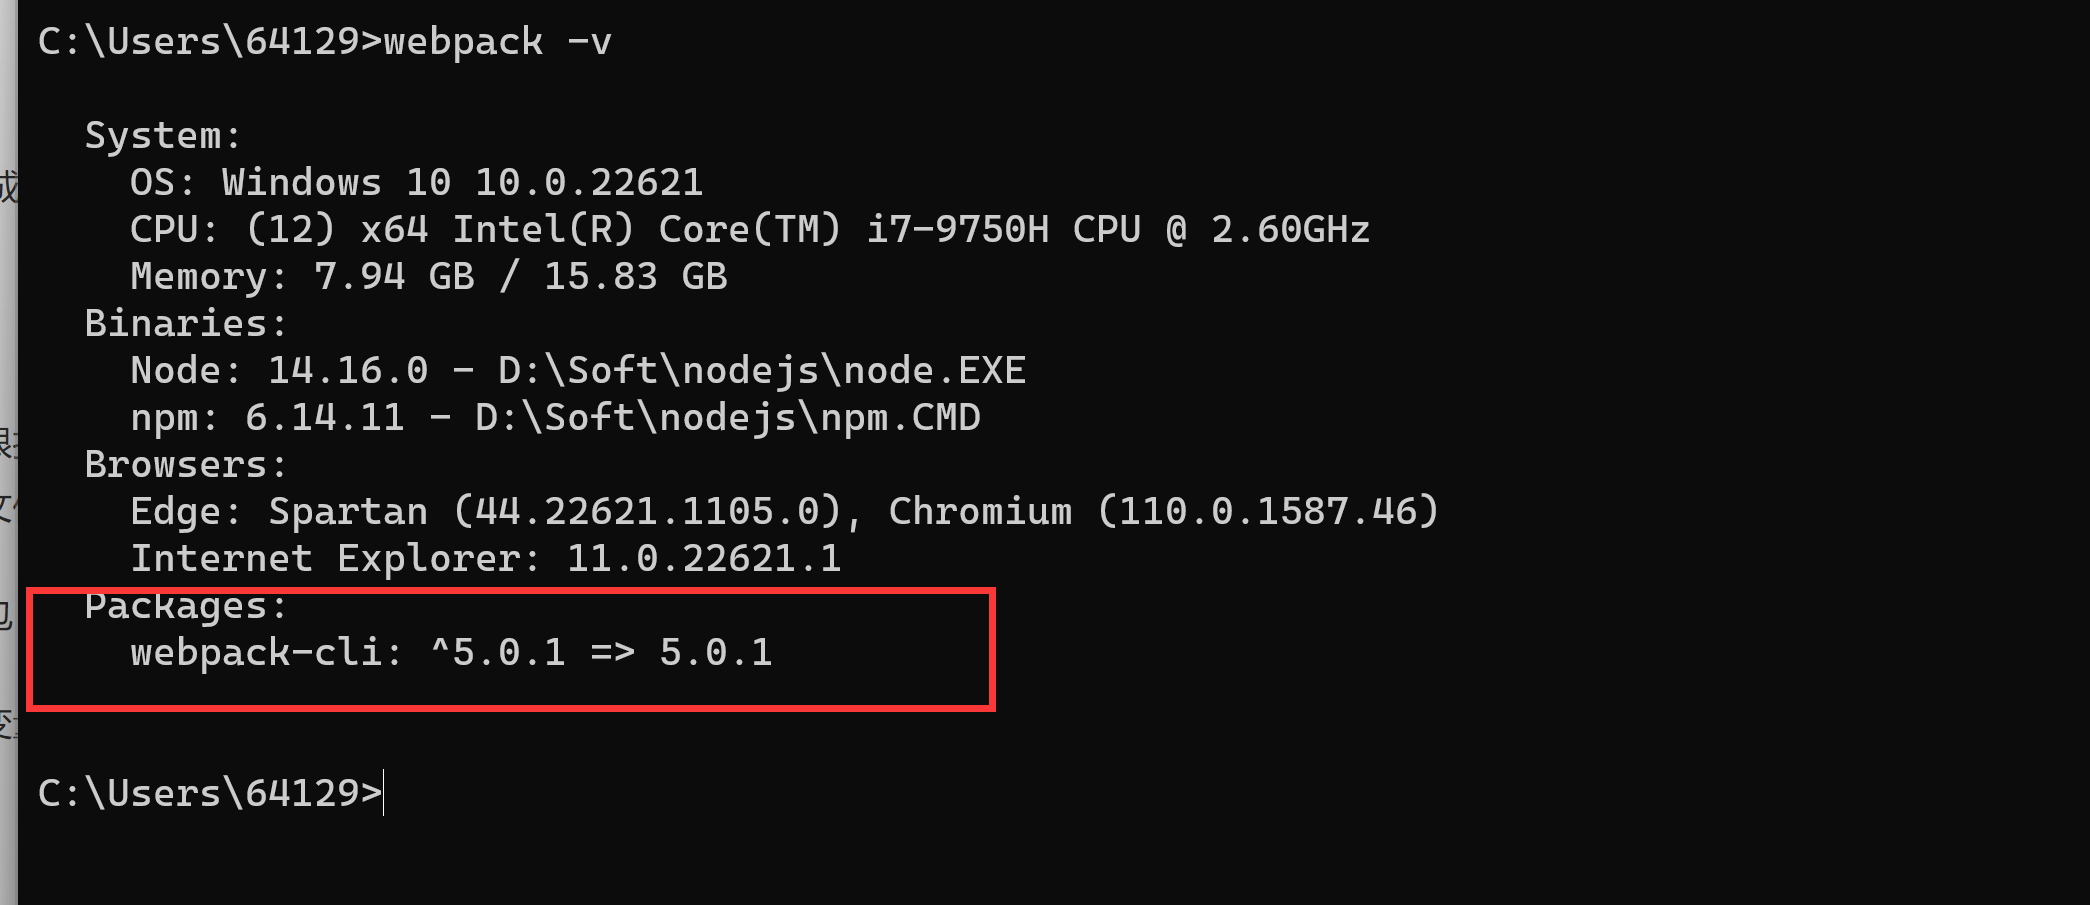 C:\Users\64129>webpack -v
System:
OS: Windows 10 10.0.22621
CPU: (12) x64 Intel(R) Core(TM) i7-9750H CPU @ 2.60GHz
Memory: 7.94 GB / 15.83 GB
Binaries:
Node: 14.16.0 - D:\Soft\nodejs\node.EXE
npm: 6.14.11 - D:\Soft\nodejs\npm.CMD
Browsers:
Edge: Spartan (44.22621.1105.0), Chromium (110.0.1587.46)
Internet Explorer: 11.0.22621.1
Packages:
webpack-cli: ^5.0.1 => 5.0.1
C:\Users\64129>